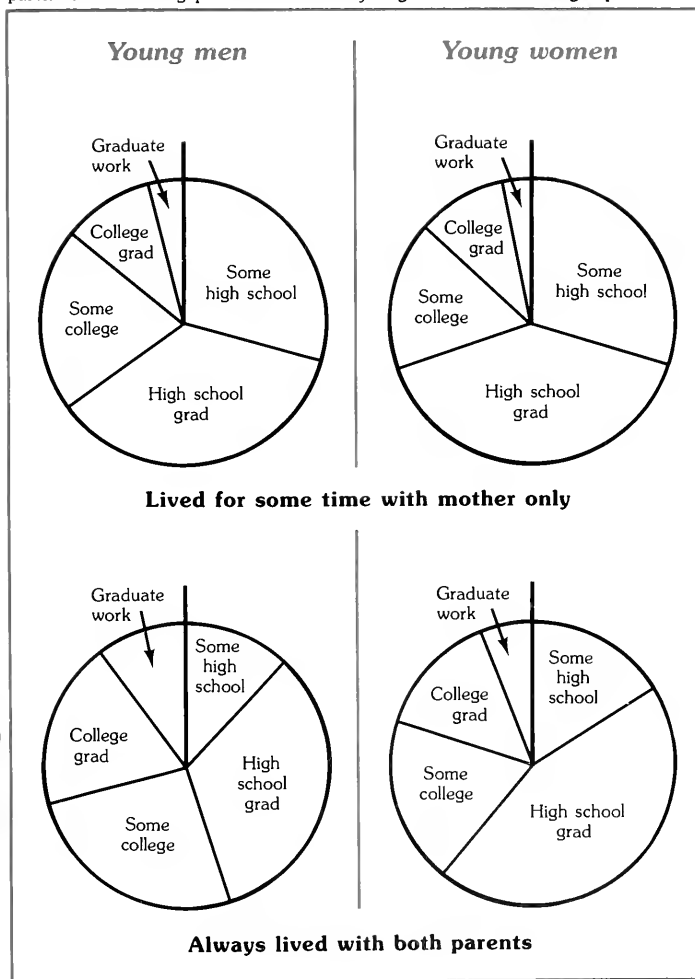 Young men
Young women
Graduate
work
College
grad
Some
high school
Some
college
High school
grad
Graduate
work
College
grad
Some
high school
Some
college
High school
grad
Lived for some time with mother only
Graduate
work
Some
high
school
College
grad
High
school
grad
Some
college
Graduate
work
Some
high
school
College
grad
Some
college
High school
grad
Always lived with both parents